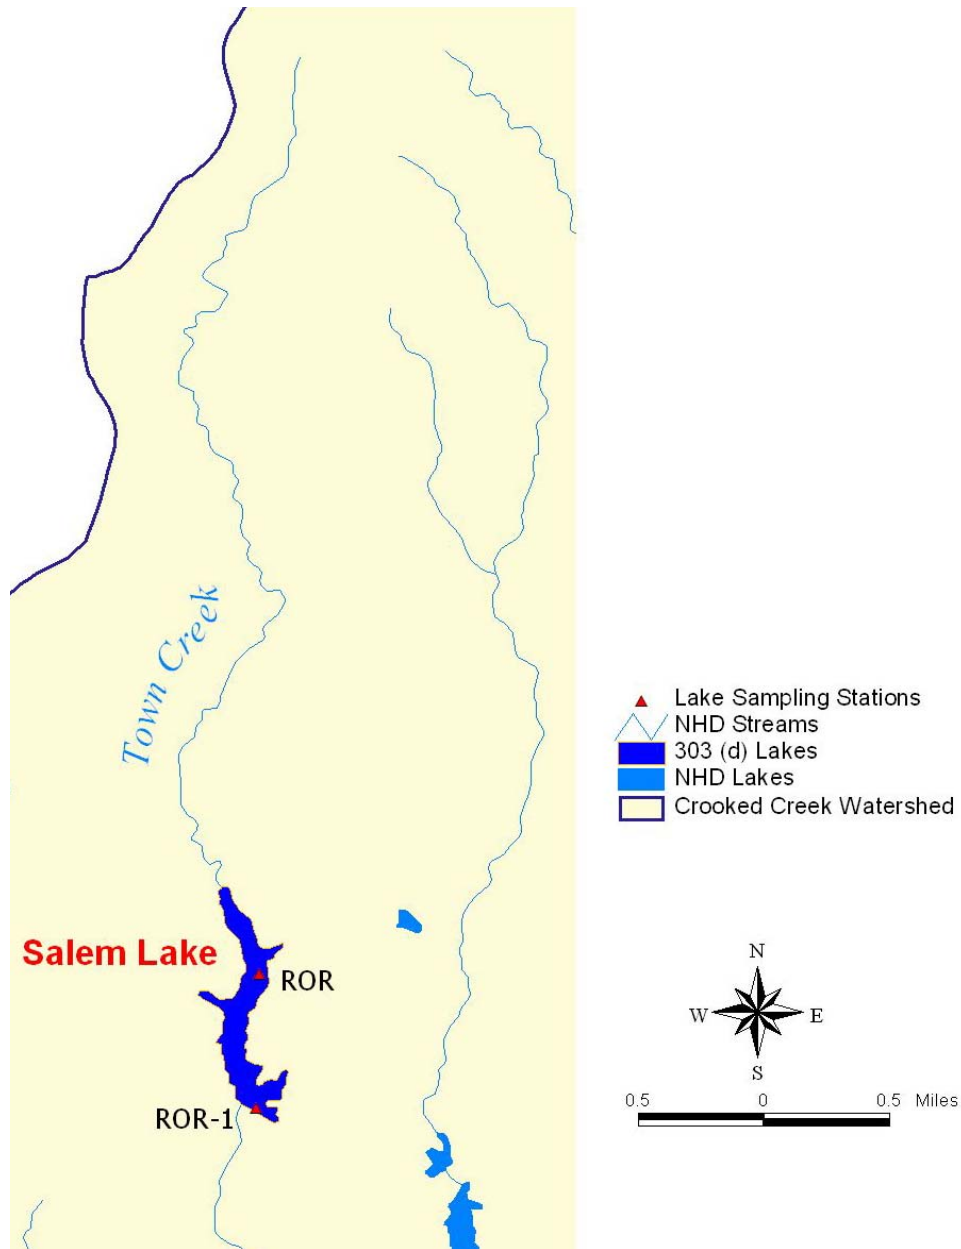 Town Creek
Lake Sampling Stations
NHD Streams
303 (d) Lakes
NHD Lakes
Crooked Creek Watershed
Salem Lake
ROR
ROR-1
N
W
E
S
0.5 0 0.5 Miles